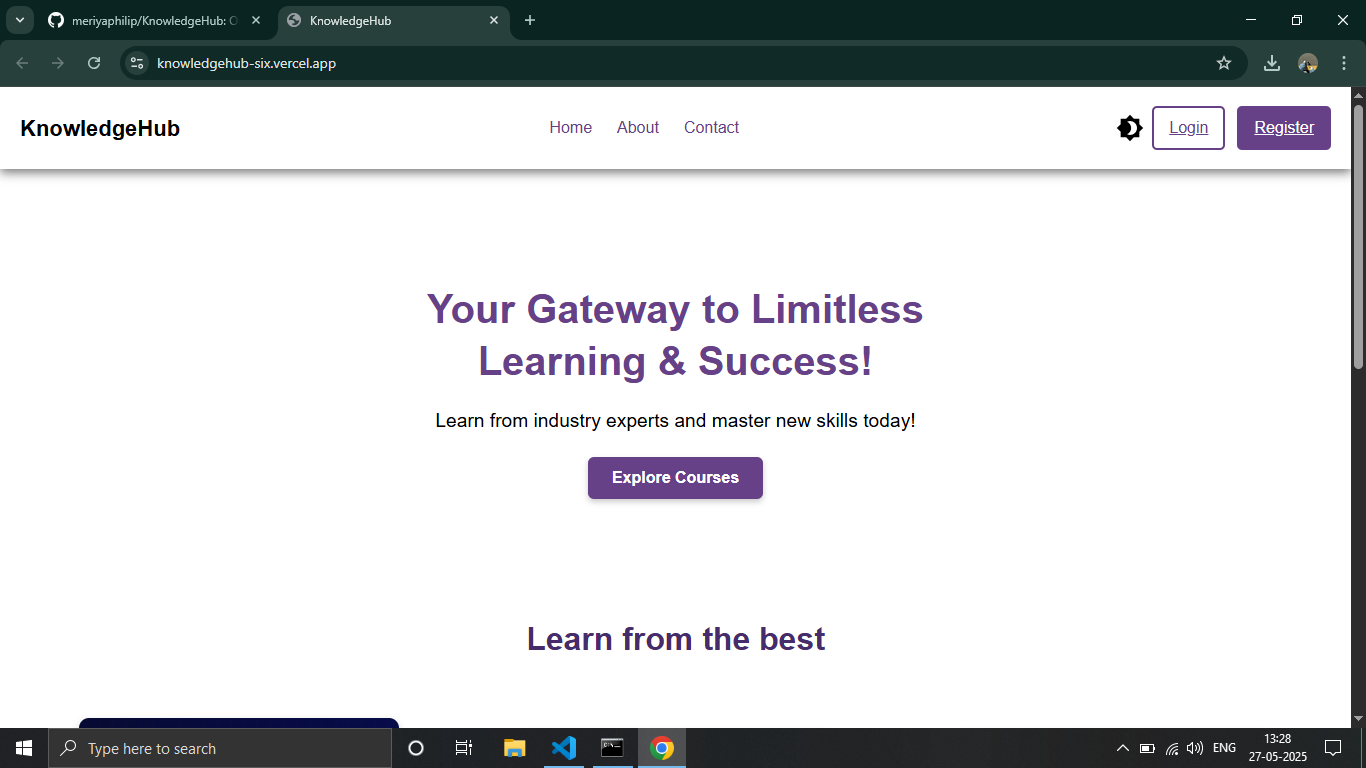 meriyaphilip/KnowledgeHub: O
KnowledgeHub
knowledgehub-six.vercel.app
KnowledgeHub
Home About Contact
Login Register
Your Gateway to Limitless
Learning & Success!
Learn from industry experts and master new skills today!
Explore Courses
Learn from the best
Type here to search
ENG
13:28
27-05-2025